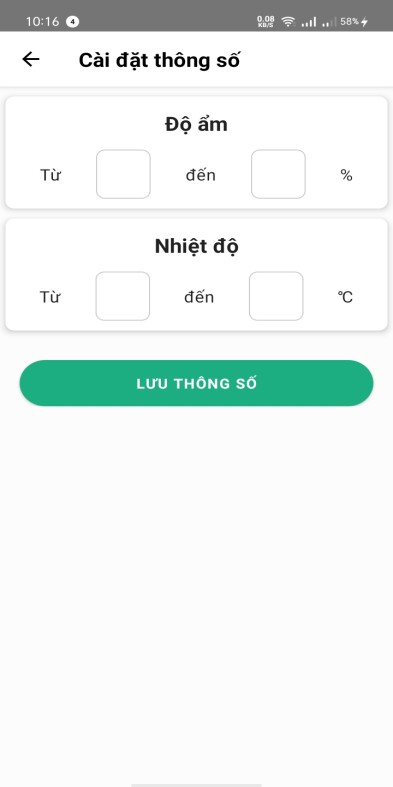 10:16 4 0.08 KB/S 58%
Cài đặt thông số
Độ ẩm
Từ đến %
Nhiệt độ
Từ đến °C
LƯU THÔNG SỐ